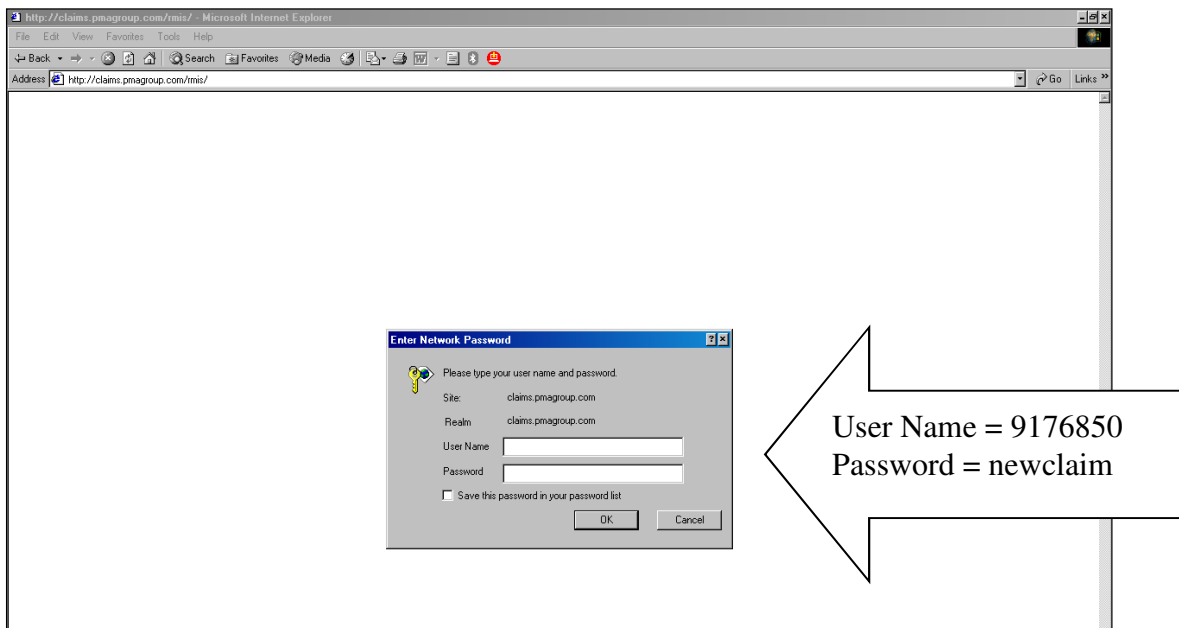 http://claims.pmagroup.com/rmis/ - Microsoft Internet Explorer
File Edit View Favorites Tools Help
Back Search Favorites Media
Address http://claims.pmagroup.com/rmis/ Go Links »
Enter Network Password
Please type your user name and password.
Site: claims.pmagroup.com
Realm claims.pmagroup.com
User Name
Password
Save this password in your password list
OK Cancel
User Name = 9176850
Password = newclaim